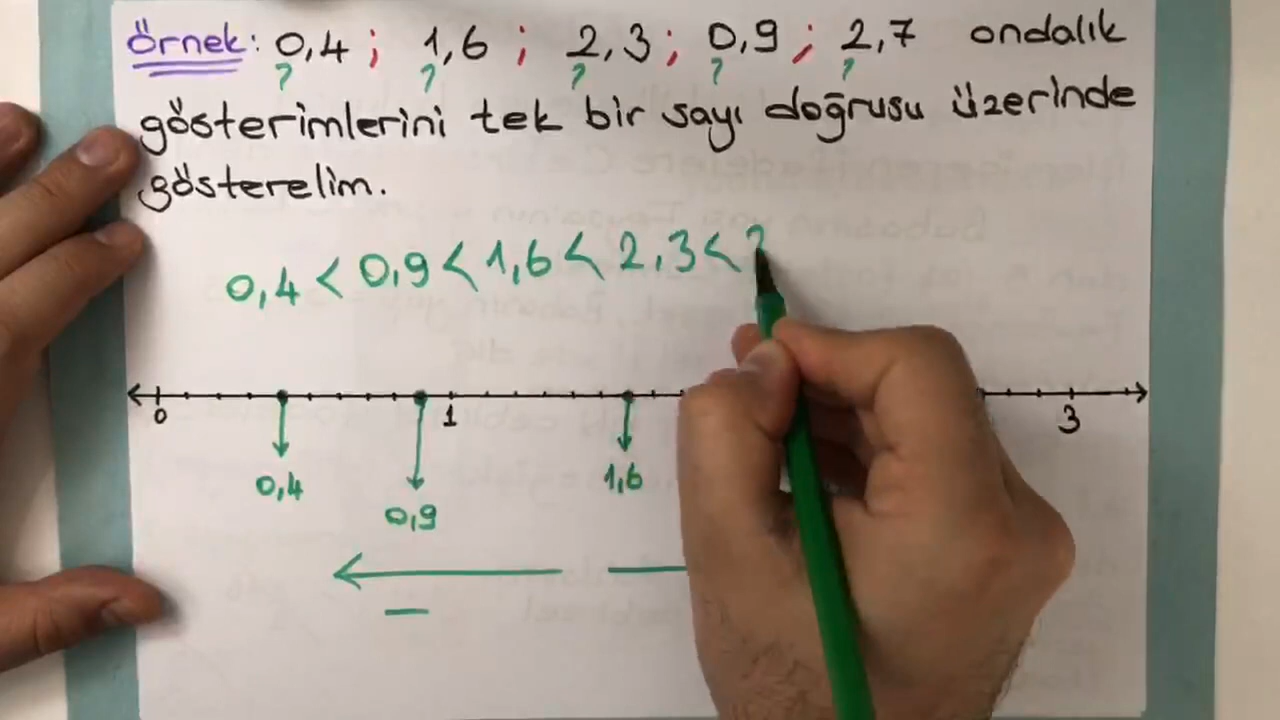 Örnek: 0,4 ; 1,6 ; 2,3 ; 0,9 ; 2,7 ondalık
? ? ? ? ?
gösterimlerini tek bir sayı doğrusu üzerinde
gösterelim.
0,4 < 0,9 < 1,6 < 2,3 < 2
0 1 3
0,4 0,9 1,6